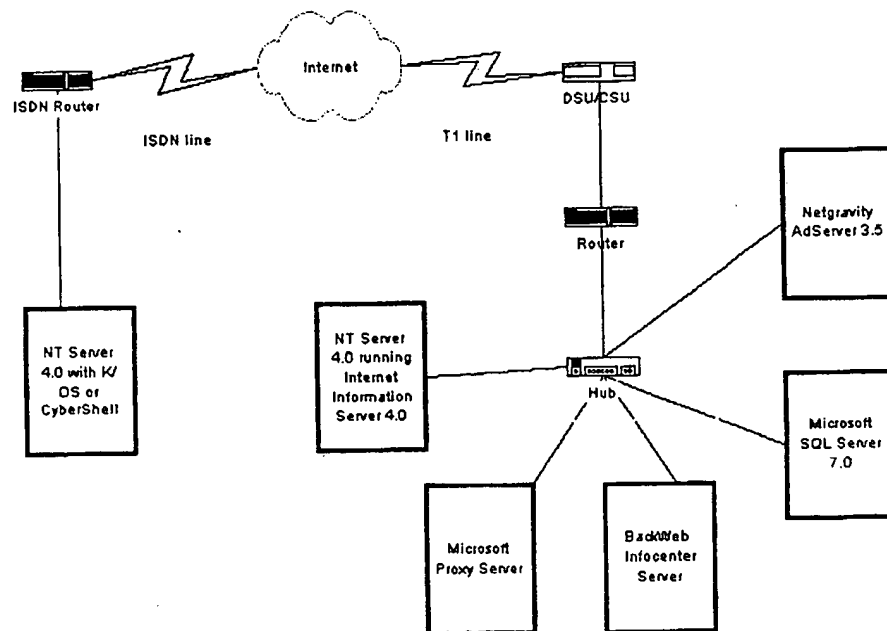 Internet
ISDN Router
DSU/CSU
ISDN line
T1 line
Netgravity
AdServer 3.5
Router
NT Server
4.0 with K/
OS or
CyberShell
NT Server
4.0 running
Internet
Information
Server 4.0
Hub
Microsoft
SQL Server
7.0
Microsoft
Proxy Server
BackWeb
Infocenter
Server